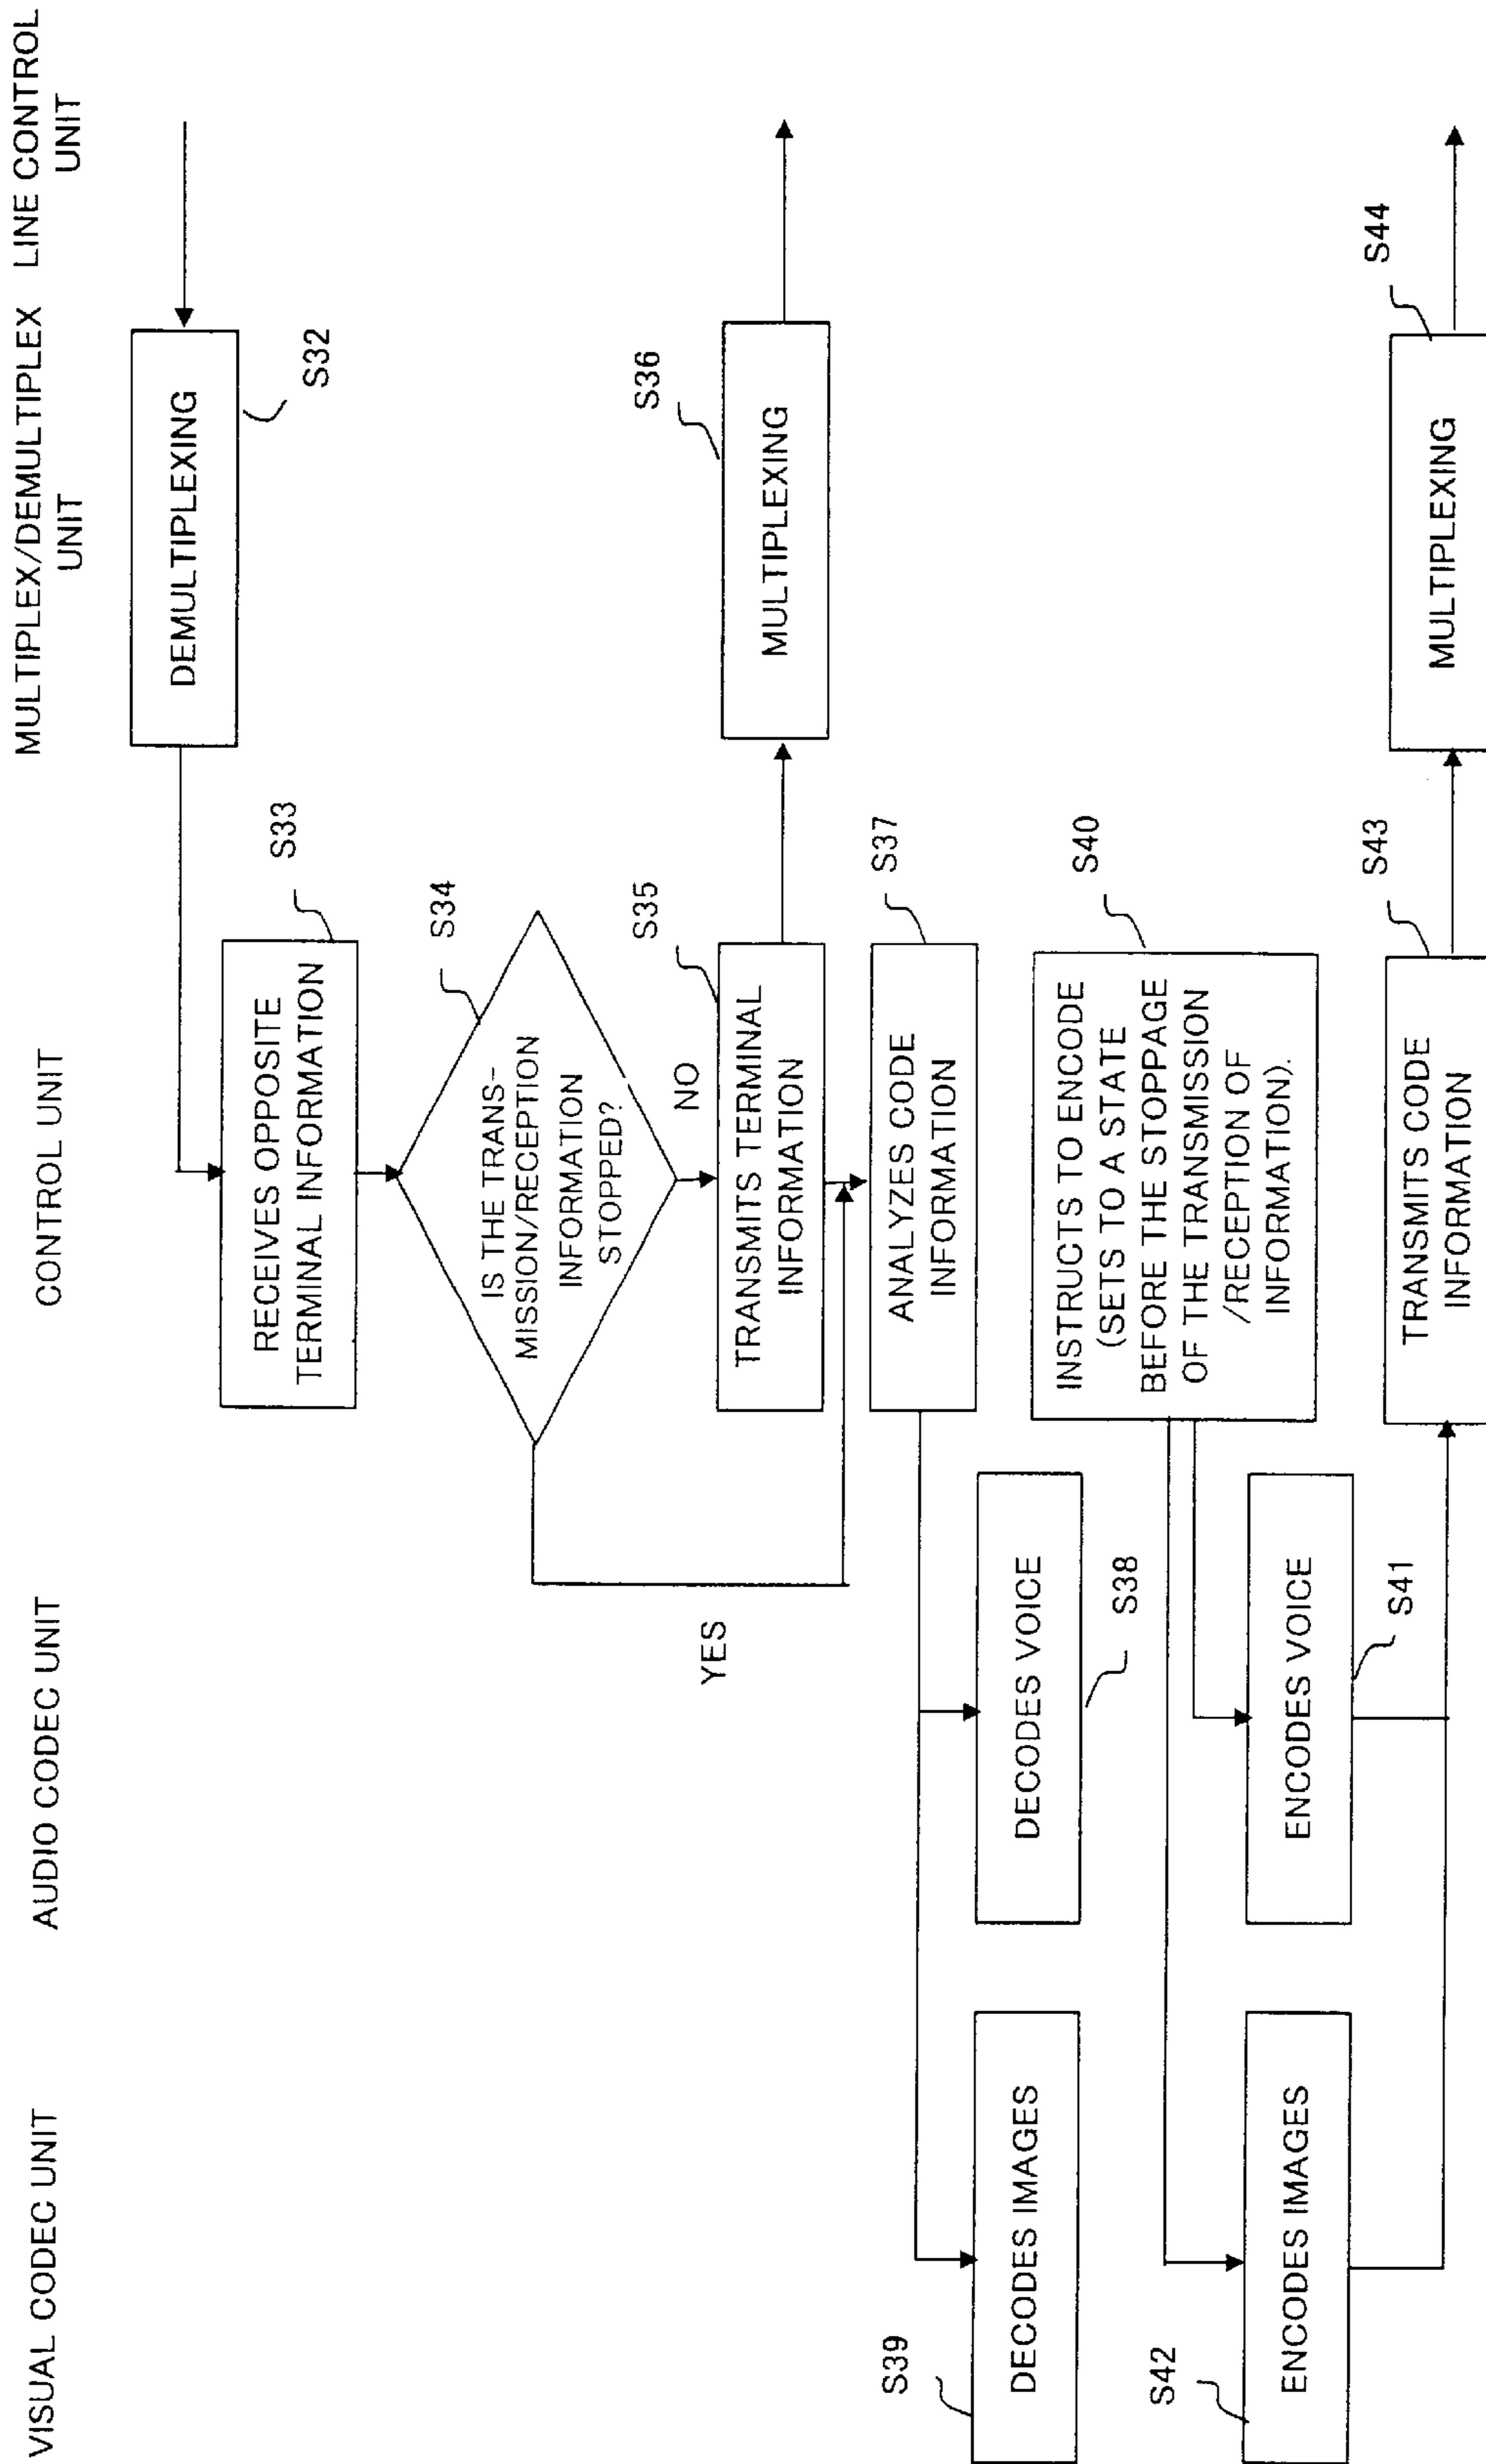 VISUAL CODEC UNIT
AUDIO CODEC UNIT
CONTROL UNIT
MULTIPLEX/DEMULTIPLEX
UNIT
LINE CONTROL
UNIT
DEMULTIPLEXING
S32
RECEIVES OPPOSITE
TERMINAL INFORMATION
S33
IS THE TRANS-
MISSION/RECEPTION
INFORMATION
STOPPED?
S34
YES
NO
TRANSMITS TERMINAL
INFORMATION
S35
MULTIPLEXING
S36
ANALYZES CODE
INFORMATION
S37
DECODES VOICE
S38
DECODES IMAGES
S39
INSTRUCTS TO ENCODE
(SETS TO A STATE
BEFORE THE STOPPAGE
OF THE TRANSMISSION
/RECEPTION OF
INFORMATION).
S40
ENCODES VOICE
S41
ENCODES IMAGES
S42
TRANSMITS CODE
INFORMATION
S43
MULTIPLEXING
S44